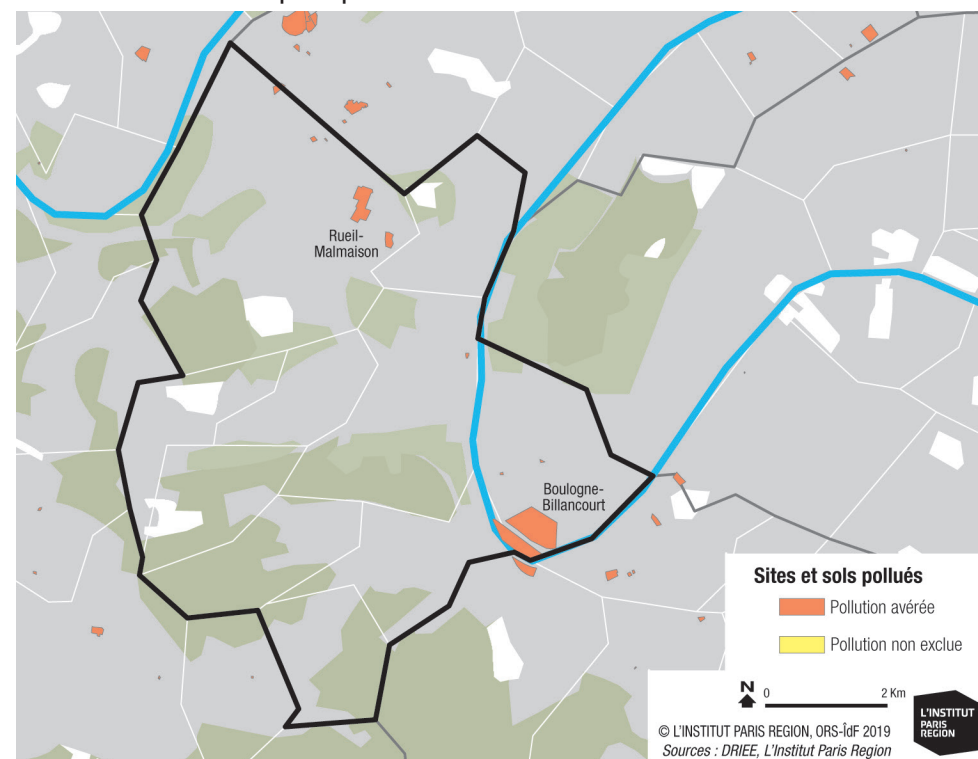 Rueil-
Malmaison
Boulogne-
Billancourt
Sites et sols pollués
Pollution avérée
Pollution non exclue
N
0
2 Km
© L'INSTITUT PARIS REGION, ORS-ÎdF 2019
Sources : DRIEE, L'Institut Paris Region
L'INSTITUT
PARIS
REGION